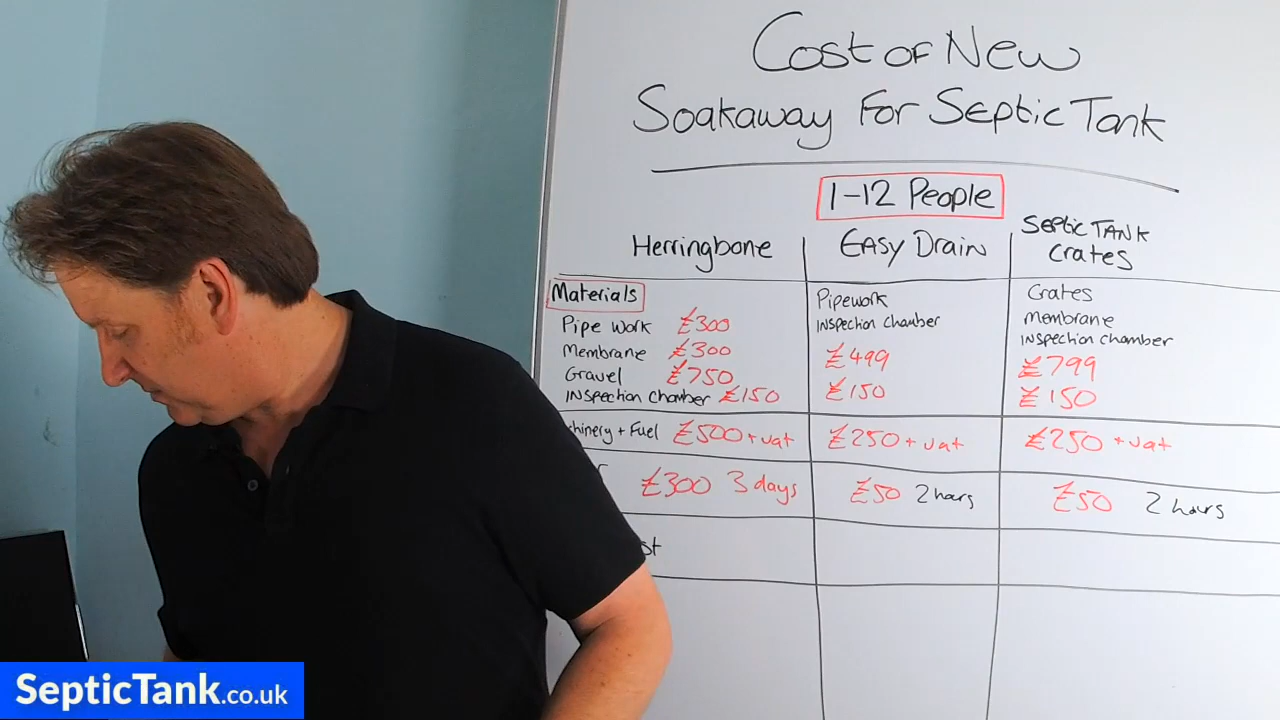 Cost of New
Soakaway For Septic Tank
1-12 People
Herringbone
EASY Drain
SEPTIC TANK
Crates
Materials
Pipe work £300
Membrane £300
Gravel £750
INSPECTION Chamber £150
Pipework
INSPECTION Chamber
£499
£150
Crates
Membrane
INSPECTION Chamber
£799
£150
+ Fuel £500 + vat
£250 + vat
£250 + vat
£300 3 days
£50 2 hours
£50 2 hours
SepticTank.co.uk